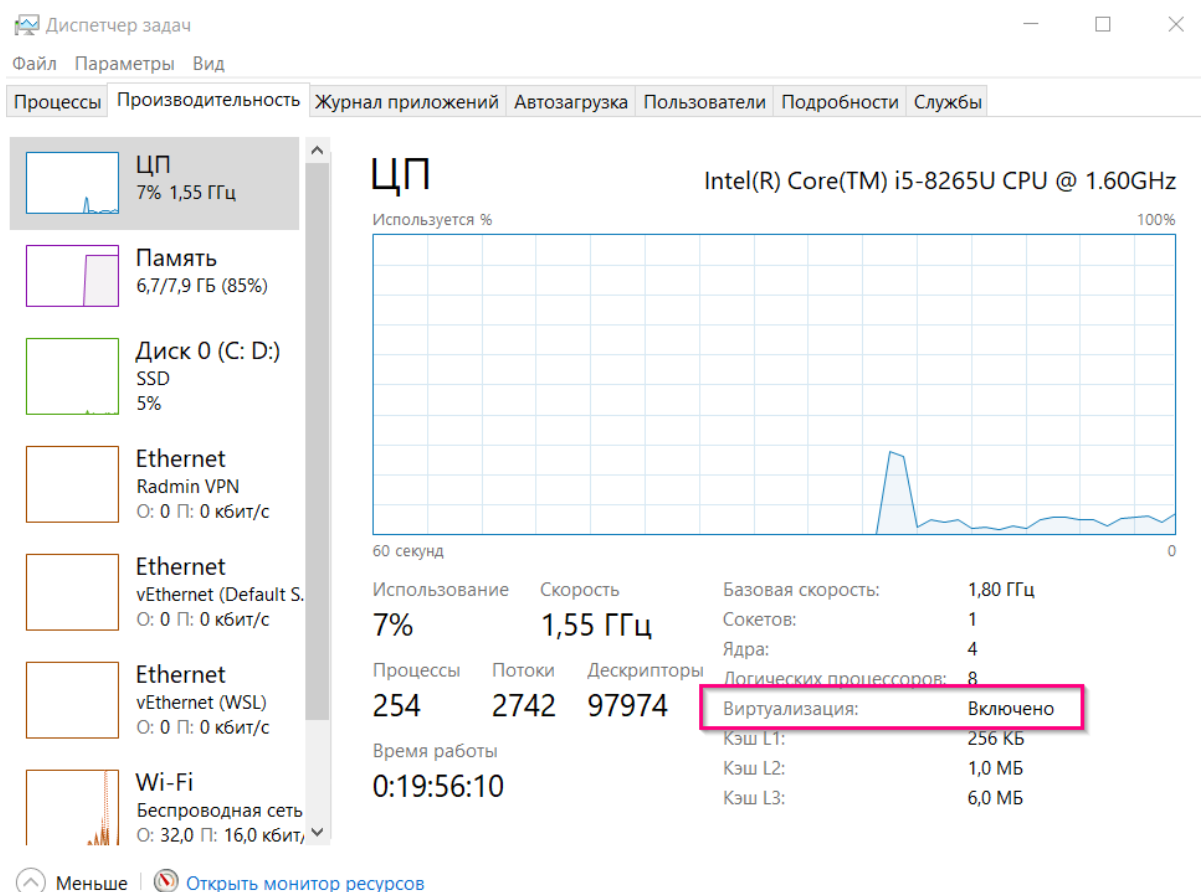 Диспетчер задач
Файл Параметры Вид
Процессы Производительность Журнал приложений Автозагрузка Пользователи Подробности Службы
ЦП
7% 1,55 ГГц
Память
6,7/7,9 ГБ (85%)
Диск 0 (C: D:)
SSD
5%
Ethernet
Radmin VPN
О: 0 П: 0 кбит/с
Ethernet
vEthernet (Default S.
О: 0 П: 0 кбит/с
Ethernet
vEthernet (WSL)
О: 0 П: 0 кбит/с
Wi-Fi
Беспроводная сеть
О: 32,0 П: 16,0 кбит/
ЦП Intel(R) Core(TM) i5-8265U CPU @ 1.60GHz
Используется % 100%
60 секунд 0
Использование Скорость
7% 1,55 ГГц
Процессы Потоки Дескрипторы
254 2742 97974
Время работы
0:19:56:10
Базовая скорость: 1,80 ГГц
Сокетов: 1
Ядра: 4
Логических процессоров: 8
Виртуализация: Включено
Кэш L1: 256 КБ
Кэш L2: 1,0 МБ
Кэш L3: 6,0 МБ
Меньше Открыть монитор ресурсов